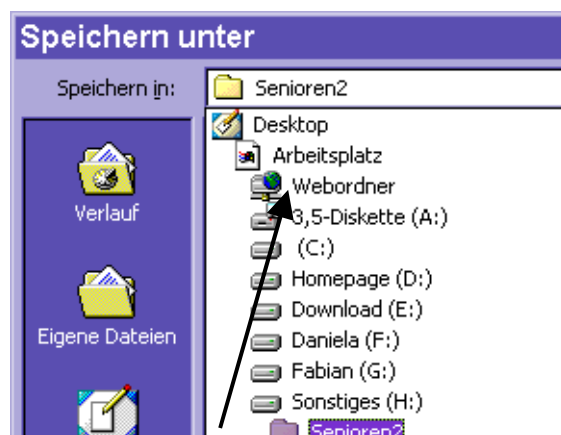 Speichern unter
Speichern in:
Senioren2
Desktop
Arbeitsplatz
Webordner
3,5-Diskette (A:)
(C:)
Homepage (D:)
Download (E:)
Daniela (F:)
Fabian (G:)
Sonstiges (H:)
Senioren2
Verlauf
Eigene Dateien